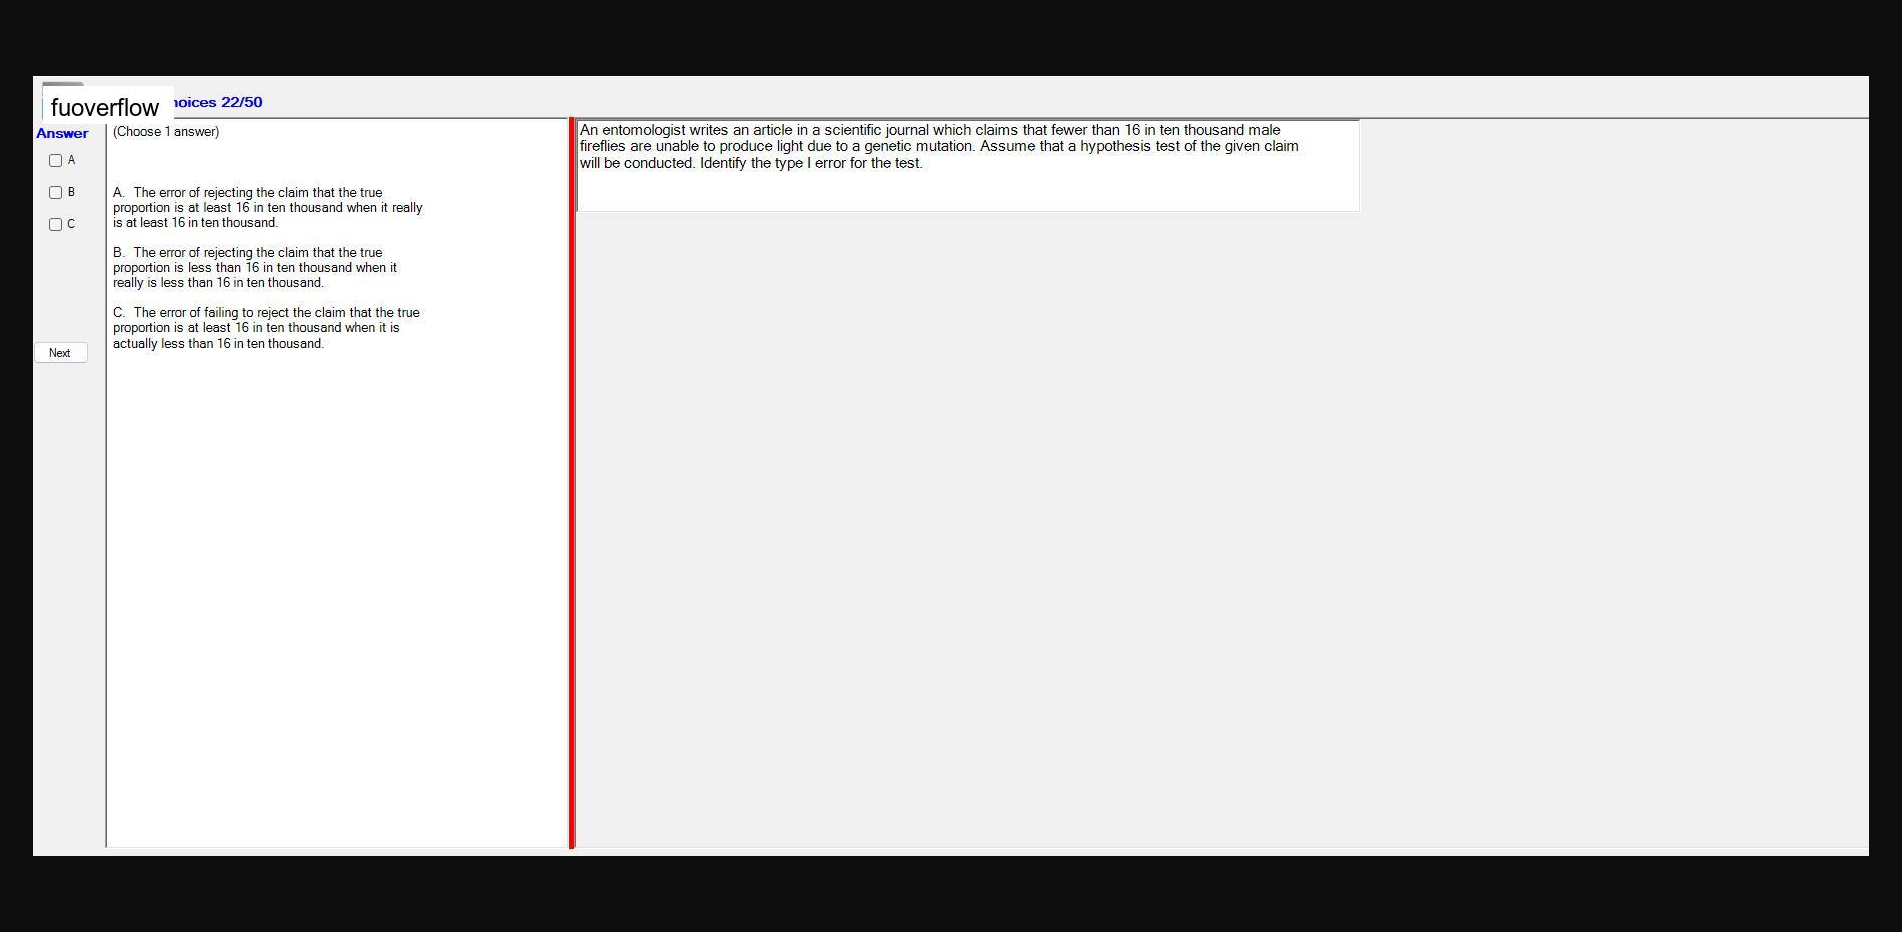 fuoverflow
hoices 22/50
Answer
(Choose 1 answer)
A
B
C
A. The error of rejecting the claim that the true
proportion is at least 16 in ten thousand when it really
is at least 16 in ten thousand.
B. The error of rejecting the claim that the true
proportion is less than 16 in ten thousand when it
really is less than 16 in ten thousand.
C. The error of failing to reject the claim that the true
proportion is at least 16 in ten thousand when it is
actually less than 16 in ten thousand.
Next
An entomologist writes an article in a scientific journal which claims that fewer than 16 in ten thousand male
fireflies are unable to produce light due to a genetic mutation. Assume that a hypothesis test of the given claim
will be conducted. Identify the type I error for the test.